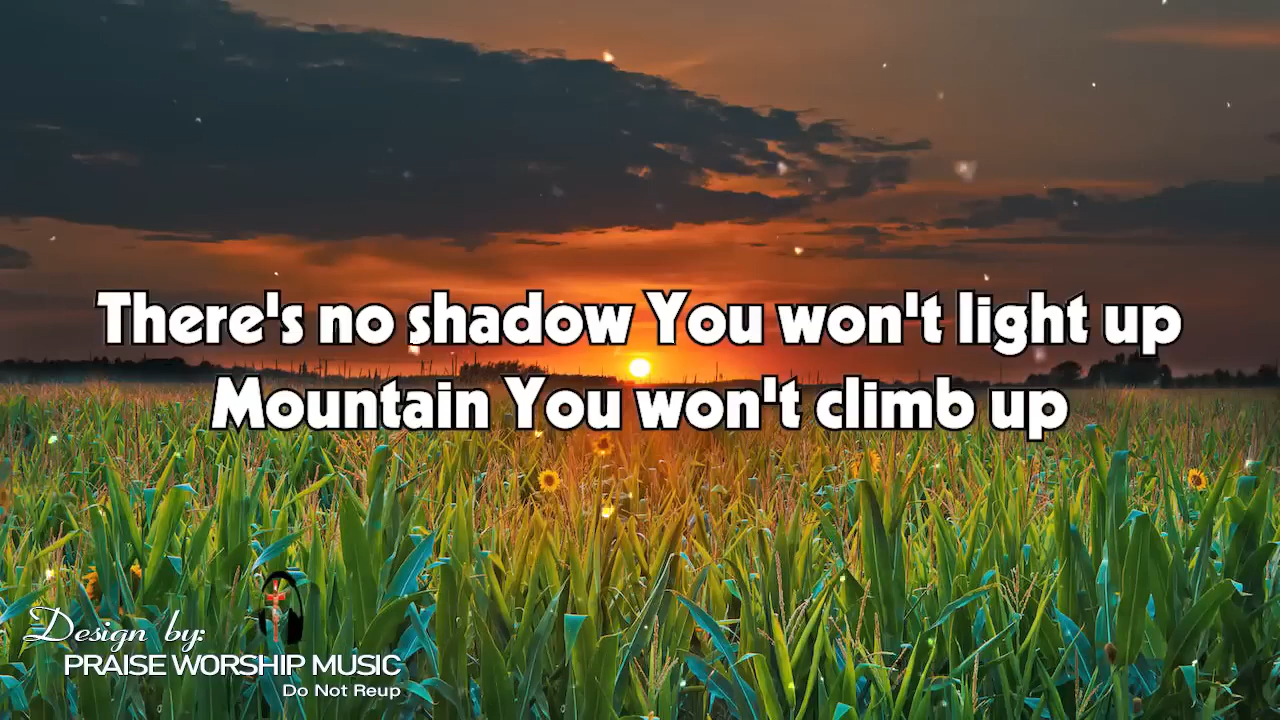 There's no shadow You won't light up
Mountain You won't climb up
Design by:
PRAISE WORSHIP MUSIC
Do Not Reup